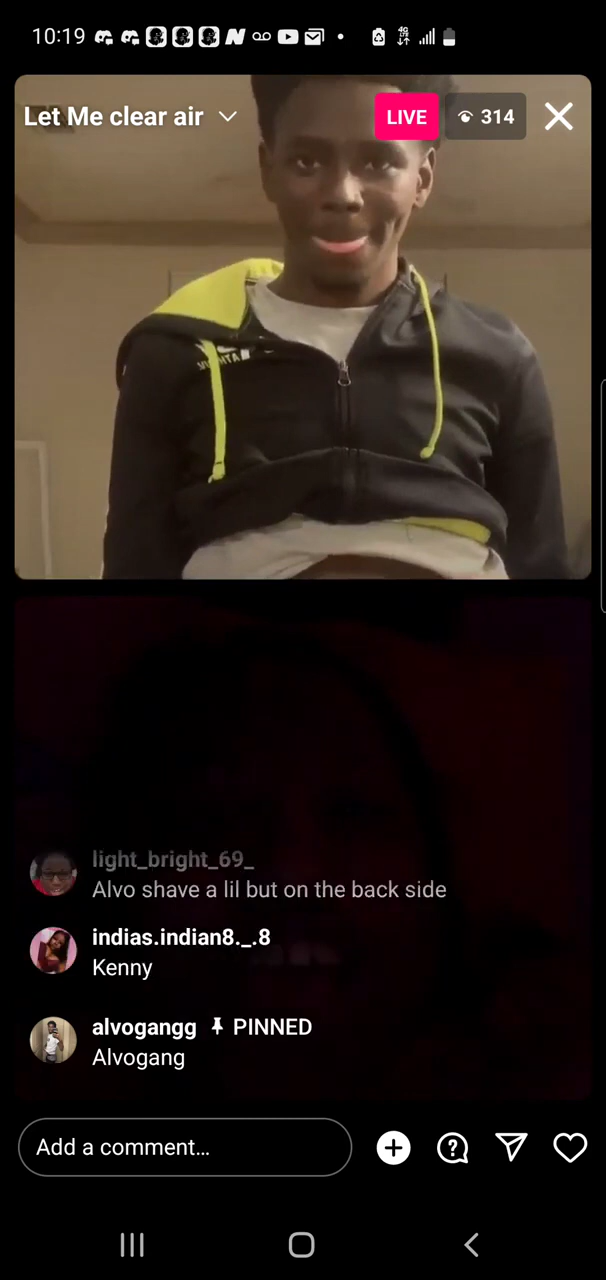 10:19
Let Me clear air
LIVE
314
light_bright_69_
Alvo shave a lil but on the back side
indias.indian8._.8
Kenny
alvogangg PINNED
Alvogang
Add a comment...